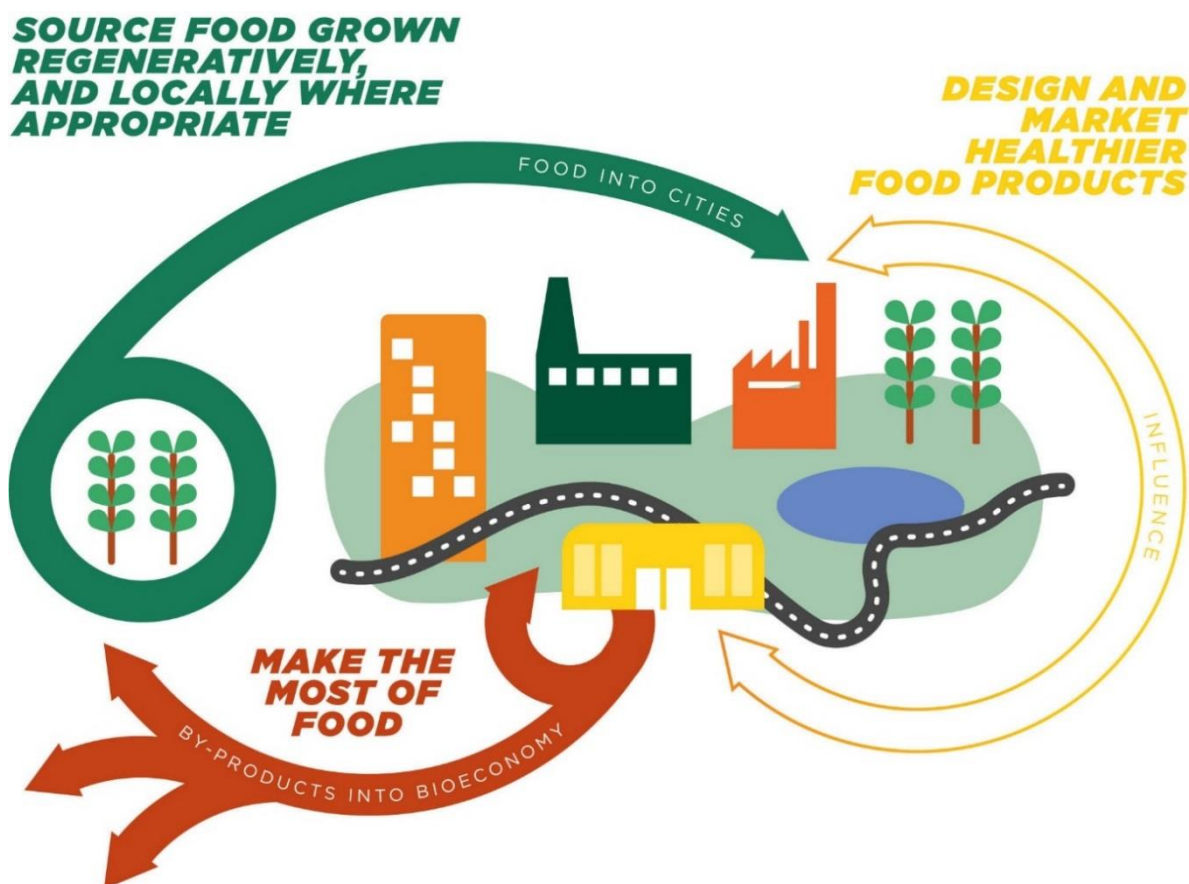 SOURCE FOOD GROWN
REGENERATIVELY,
AND LOCALLY WHERE
APPROPRIATE
DESIGN AND
MARKET
HEALTHIER
FOOD PRODUCTS
FOOD INTO CITIES
INFLUENCE
MAKE THE
MOST OF
FOOD
BY-PRODUCTS INTO BIOECONOMY